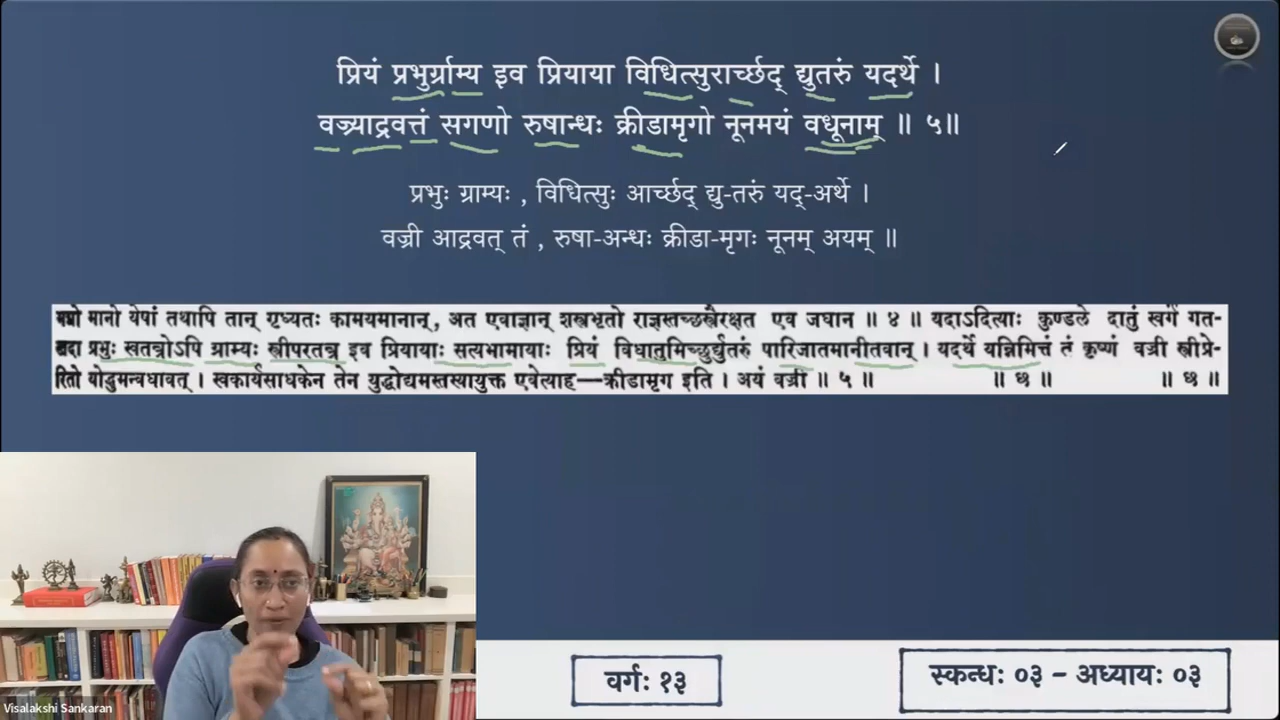 प्रियं प्रभुर्ग्राम्य इव प्रियाया विधित्सुरार्च्छद् द्युतरुं यदर्थे ।
वज्र्याद्रवत्तं सगणो रुषान्धः क्रीडामृगो नूनमयं वधूनाम् ॥ ५॥
प्रभुः ग्राम्यः , विधित्सुः आर्च्छद् द्यु-तरुं यद्-अर्थे ।
वज्री आद्रवत् तं , रुषा-अन्धः क्रीडा-मृगः नूनम् अयम् ॥
मानो येषां तथापि तान् गृध्यतः कामयमानान्, अत एवाज्ञान् शस्त्रभृतो राज्ञस्तच्छस्त्रैरक्षत एव जघान ॥ ४ ॥ यदाऽदित्याः कुण्डले दातुं स्वर्गं गत-
स्तदा प्रभुः स्वतन्त्रोऽपि ग्राम्यः स्त्रीपरतन्त्र इव प्रियायाः सत्यभामायाः प्रियं विधातुमिच्छुर्द्युतरुं पारिजातमानीतवान् । यदर्थे यन्निमित्तं तं कृष्णं वज्री स्त्रीप्रे-
रितो योद्धुमन्वधावत् । स्वकार्यसाधकेन तेन युद्धोद्यमस्तस्यायुक्त एवेत्याह—क्रीडामृग इति । अयं वज्री ॥ ५ ॥ ॥ छ ॥ ॥ छ ॥
Visalakshi Sankaran
वर्गः १३
स्कन्धः ०३ – अध्यायः ०३